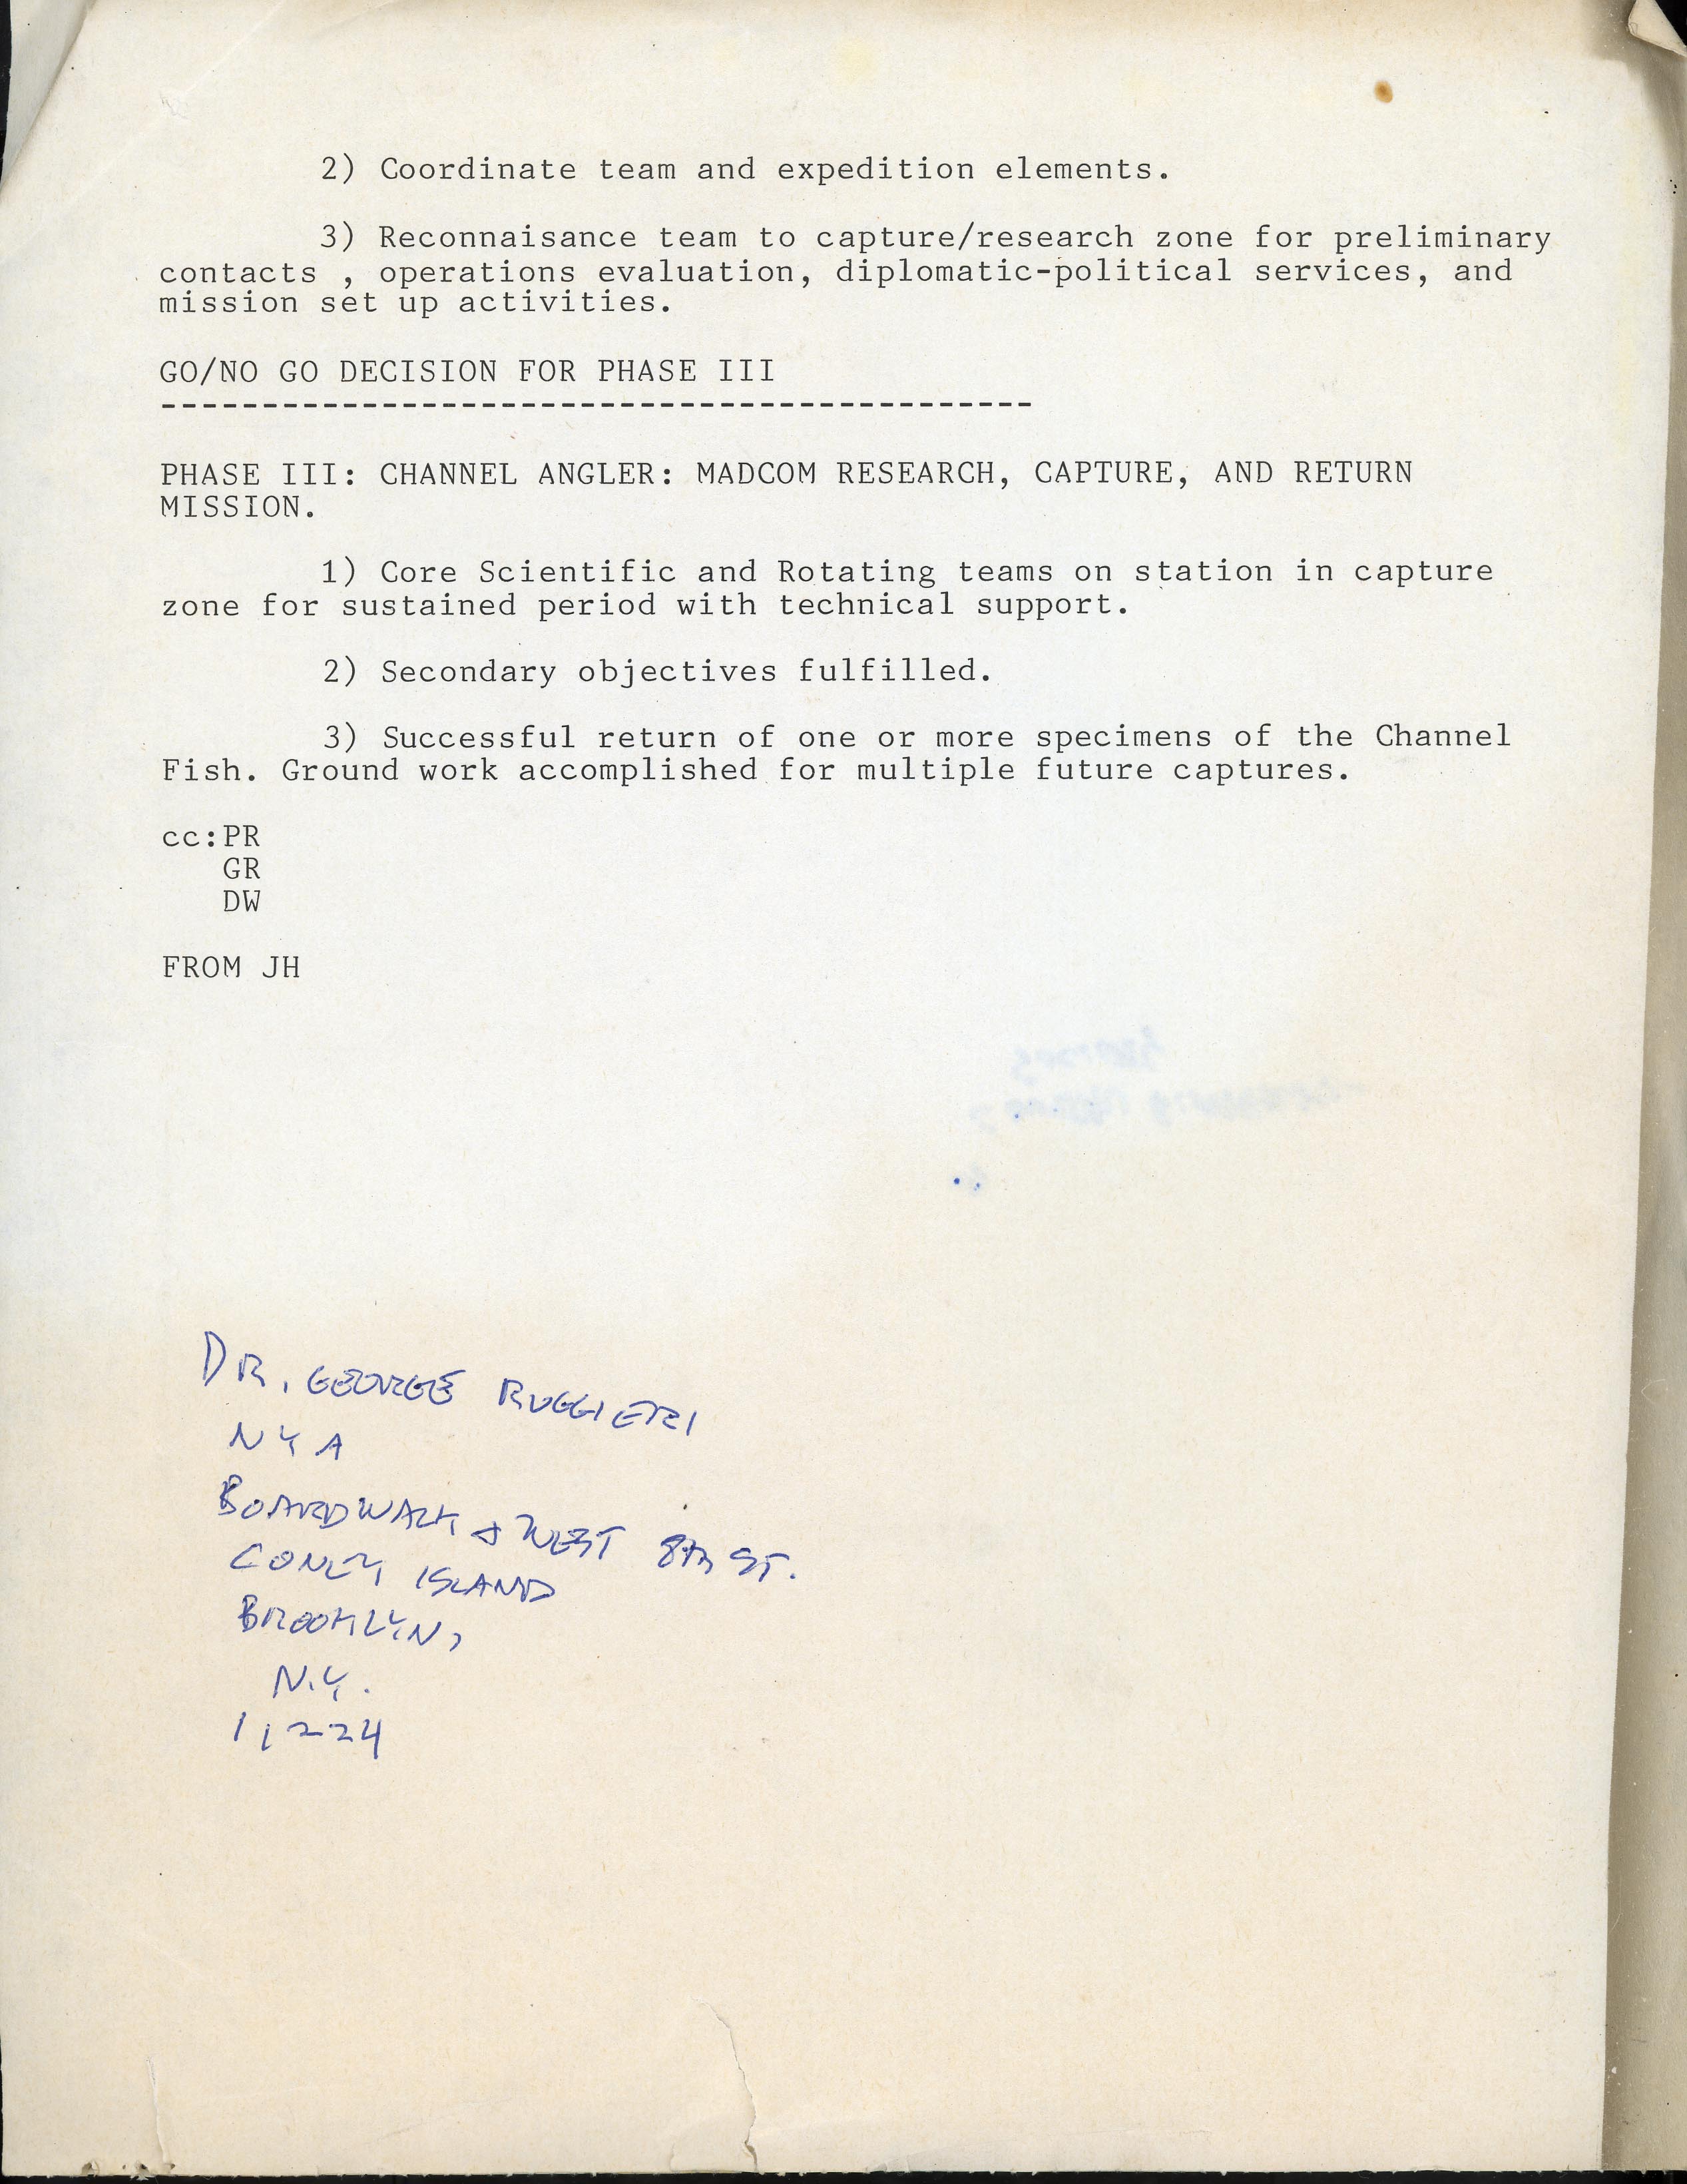 2) Coordinate team and expedition elements.
3) Reconnaisance team to capture/research zone for preliminary
contacts , operations evaluation, diplomatic-political services, and
mission set up activities.
GO/NO GO DECISION FOR PHASE III
--------------------------------------------
PHASE III: CHANNEL ANGLER: MADCOM RESEARCH, CAPTURE, AND RETURN
MISSION.
1) Core Scientific and Rotating teams on station in capture
zone for sustained period with technical support.
2) Secondary objectives fulfilled.
3) Successful return of one or more specimens of the Channel
Fish. Ground work accomplished for multiple future captures.
cc:PR
GR
DW
FROM JH
DR. GEORGE RUGGIERI
NYA
BOARDWALK & WEST 8th ST.
CONEY ISLAND
BROOKLYN,
N.Y.
11224